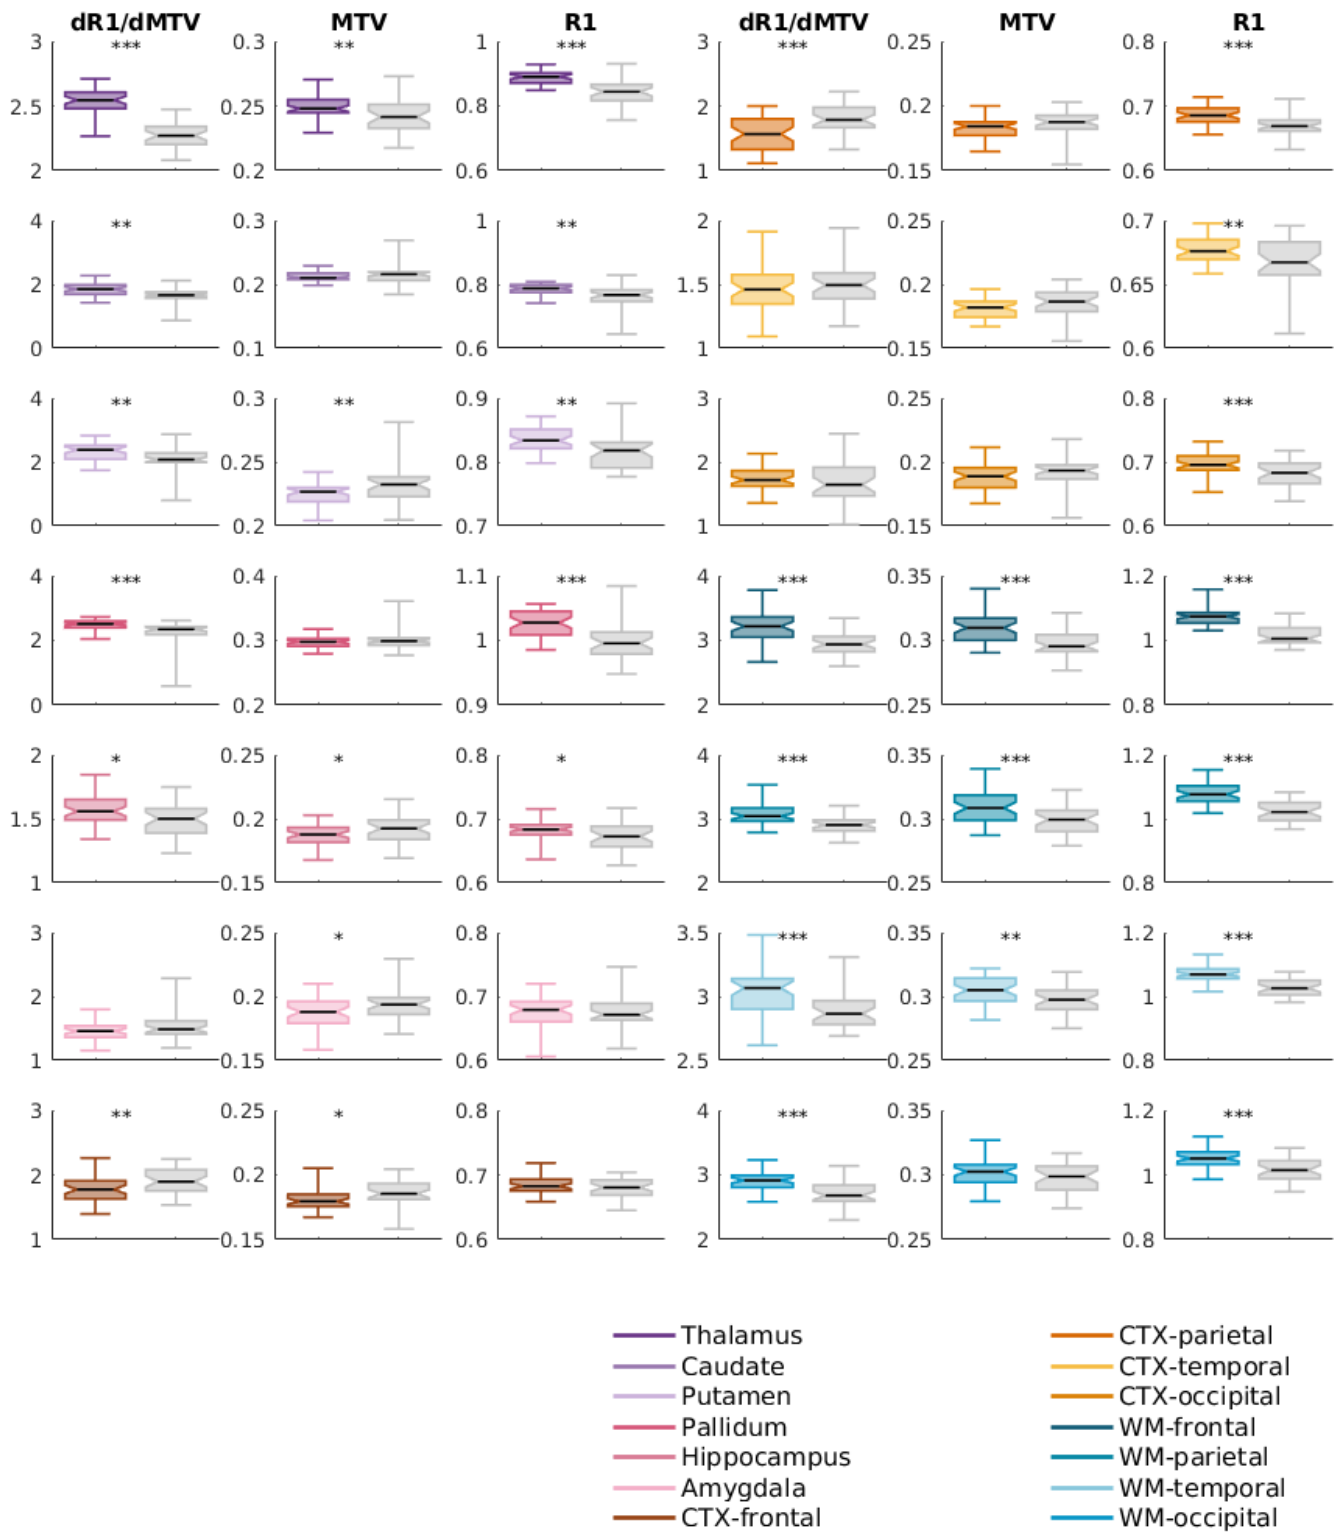 dR1/dMTV MTV R1 dR1/dMTV MTV R1
3 *** 0.3 ** 1 *** 3 *** 0.25 0.8 ***
2.5 0.25 0.8 2 0.2 0.7
2 0.2 0.6 1 0.15 0.6
4 ** 0.3 1 ** 2 0.25 0.7 **
2 0.2 0.8 1.5 0.2 0.65
0 0.1 0.6 1 0.15 0.6
4 ** 0.3 ** 0.9 ** 3 0.25 0.8 ***
2 0.25 0.8 2 0.2 0.7
0 0.2 0.7 1 0.15 0.6
4 *** 0.4 1.1 *** 4 *** 0.35 *** 1.2 ***
2 0.3 1 3 0.3 1
0 0.2 0.9 2 0.25 0.8
2 * 0.25 * 0.8 * 4 *** 0.35 *** 1.2 ***
1.5 0.2 0.7 3 0.3 1
1 0.15 0.6 2 0.25 0.8
3 0.25 * 0.8 3.5 *** 0.35 ** 1.2 ***
2 0.2 0.7 3 0.3 1
1 0.15 0.6 2.5 0.25 0.8
3 ** 0.25 * 0.8 4 *** 0.35 1.2 ***
2 0.2 0.7 3 0.3 1
1 0.15 0.6 2 0.25 0.8
Thalamus
Caudate
Putamen
Pallidum
Hippocampus
Amygdala
CTX-frontal
CTX-parietal
CTX-temporal
CTX-occipital
WM-frontal
WM-parietal
WM-temporal
WM-occipital